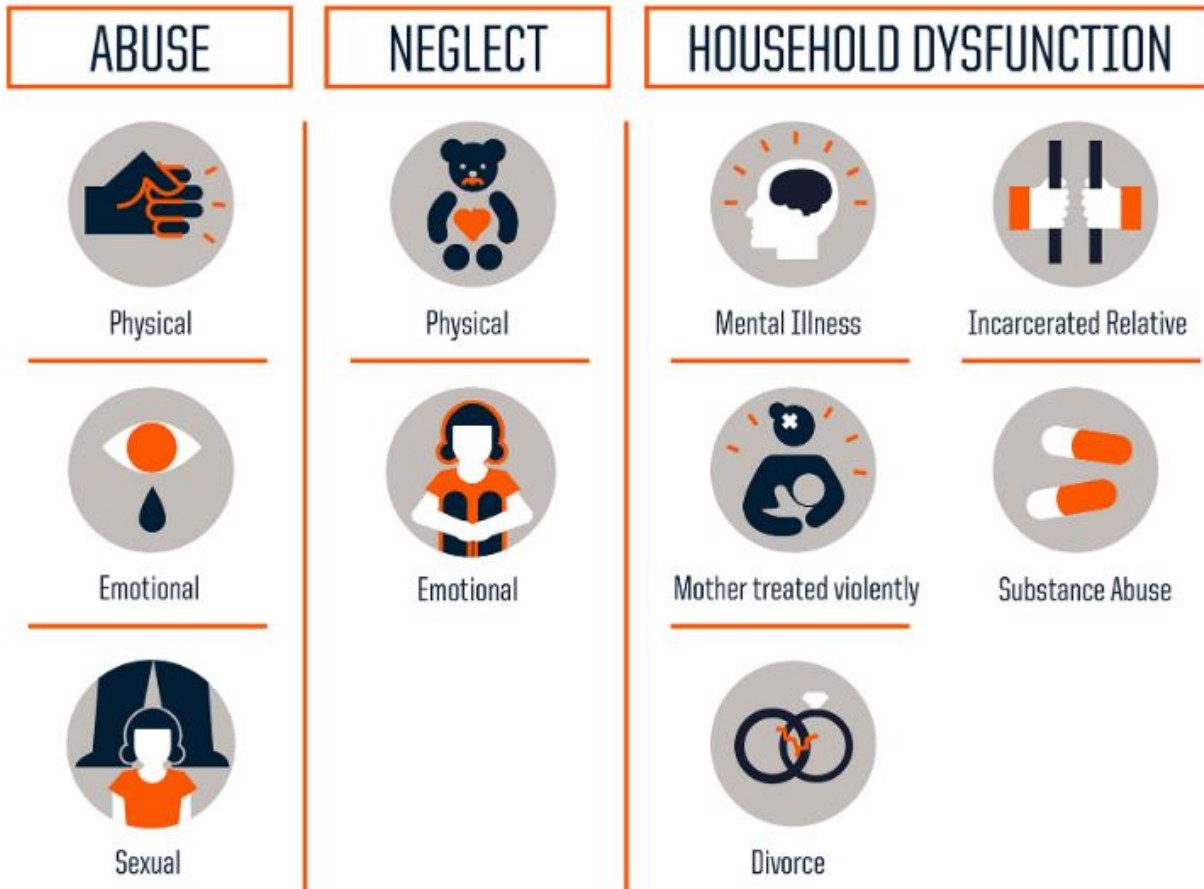 ABUSE
Physical
Emotional
Sexual
NEGLECT
Physical
Emotional
HOUSEHOLD DYSFUNCTION
Mental Illness
Incarcerated Relative
Mother treated violently
Substance Abuse
Divorce